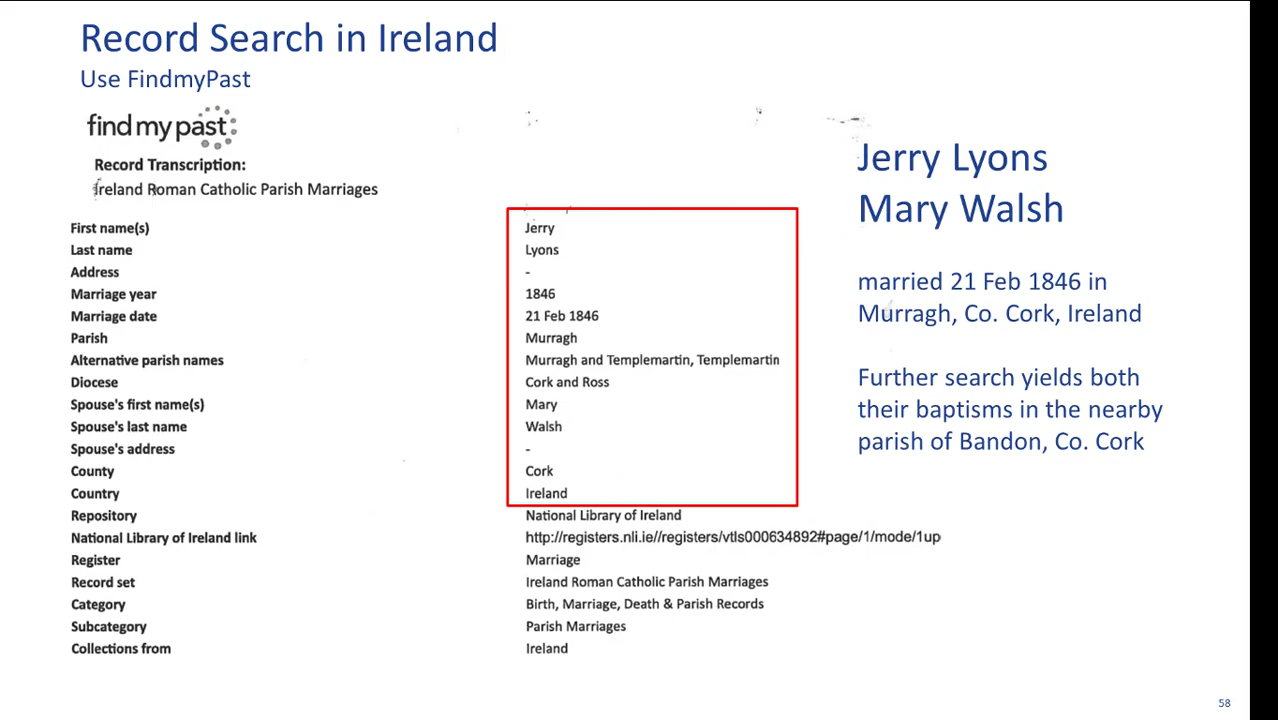 Record Search in Ireland
Use FindmyPast
findmypast
Record Transcription:
Ireland Roman Catholic Parish Marriages
First name(s) Jerry
Last name Lyons
Address -
Marriage year 1846
Marriage date 21 Feb 1846
Parish Murragh
Alternative parish names Murragh and Templemartin, Templemartin
Diocese Cork and Ross
Spouse's first name(s) Mary
Spouse's last name Walsh
Spouse's address -
County Cork
Country Ireland
Repository National Library of Ireland
National Library of Ireland link http://registers.nli.ie//registers/vtls000634892#page/1/mode/1up
Register Marriage
Record set Ireland Roman Catholic Parish Marriages
Category Birth, Marriage, Death & Parish Records
Subcategory Parish Marriages
Collections from Ireland
Jerry Lyons
Mary Walsh
married 21 Feb 1846 in
Murragh, Co. Cork, Ireland
Further search yields both
their baptisms in the nearby
parish of Bandon, Co. Cork
58